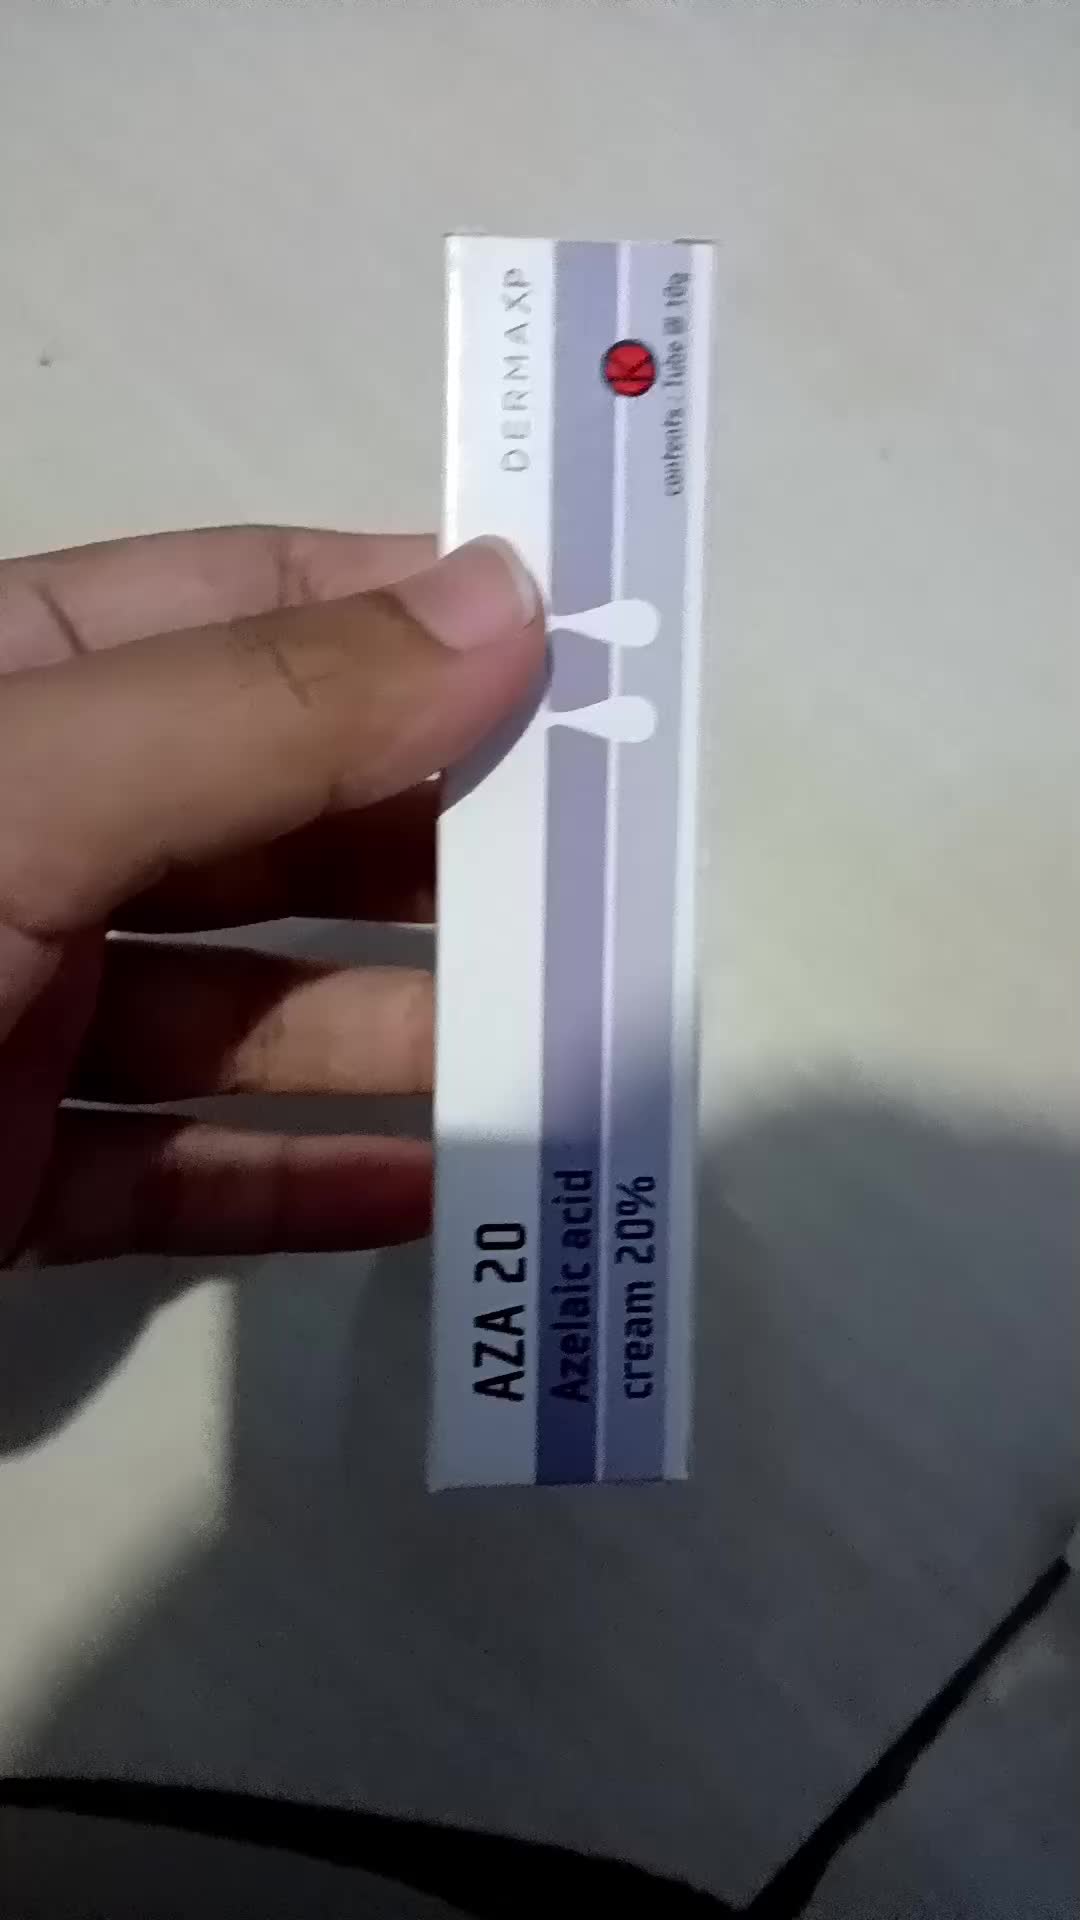 DERMAXP
K
contents : tube @ 10g
AZA 20
Azelaic acid
cream 20%